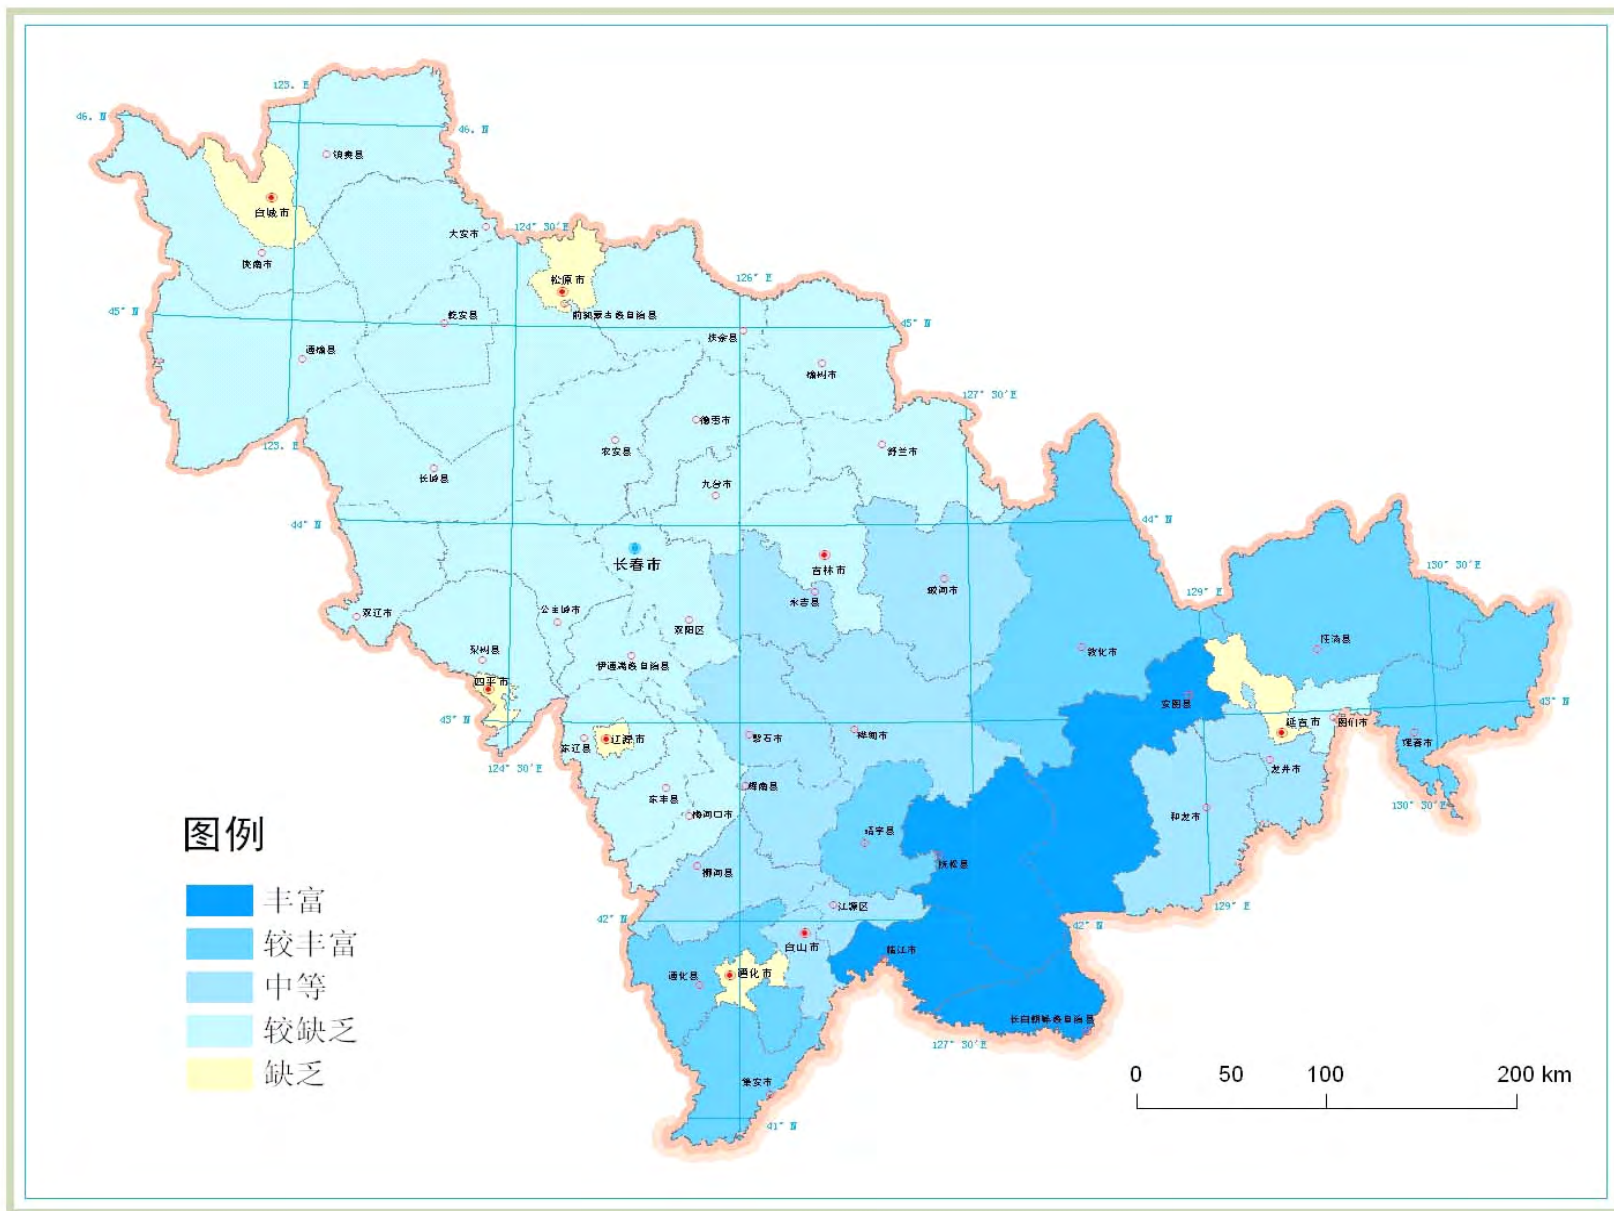 123. E
46. N
46. N
镇赉县
白城市
大安市
124° 30′E
洮南市
松原市
126° E
45° N
乾安县
前郭蒙古族自治县
45° N
扶余县
通榆县
榆树市
127° 30′E
德惠市
123. E
农安县
舒兰市
长岭县
九台市
44° N
44° N
长春市
吉林市
130° 30′E
蛟河市
129° E
永吉县
双辽市
公主岭市
双阳区
汪清县
梨树县
伊通满族自治县
敦化市
四平市
安图县
43° N
43° N
延吉市
图们市
辽源市
东辽县
磐石市
桦甸市
珲春市
124° 30′E
龙井市
辉南县
东丰县
130° 30′E
梅河口市
和龙市
图例
靖宇县
抚松县
柳河县
丰富
江源区
129° E
42° N
42° N
较丰富
白山市
临江市
通化县
通化市
中等
长白朝鲜族自治县
较缺乏
127° 30′E
缺乏
集安市
0 50 100 200 km
41° N